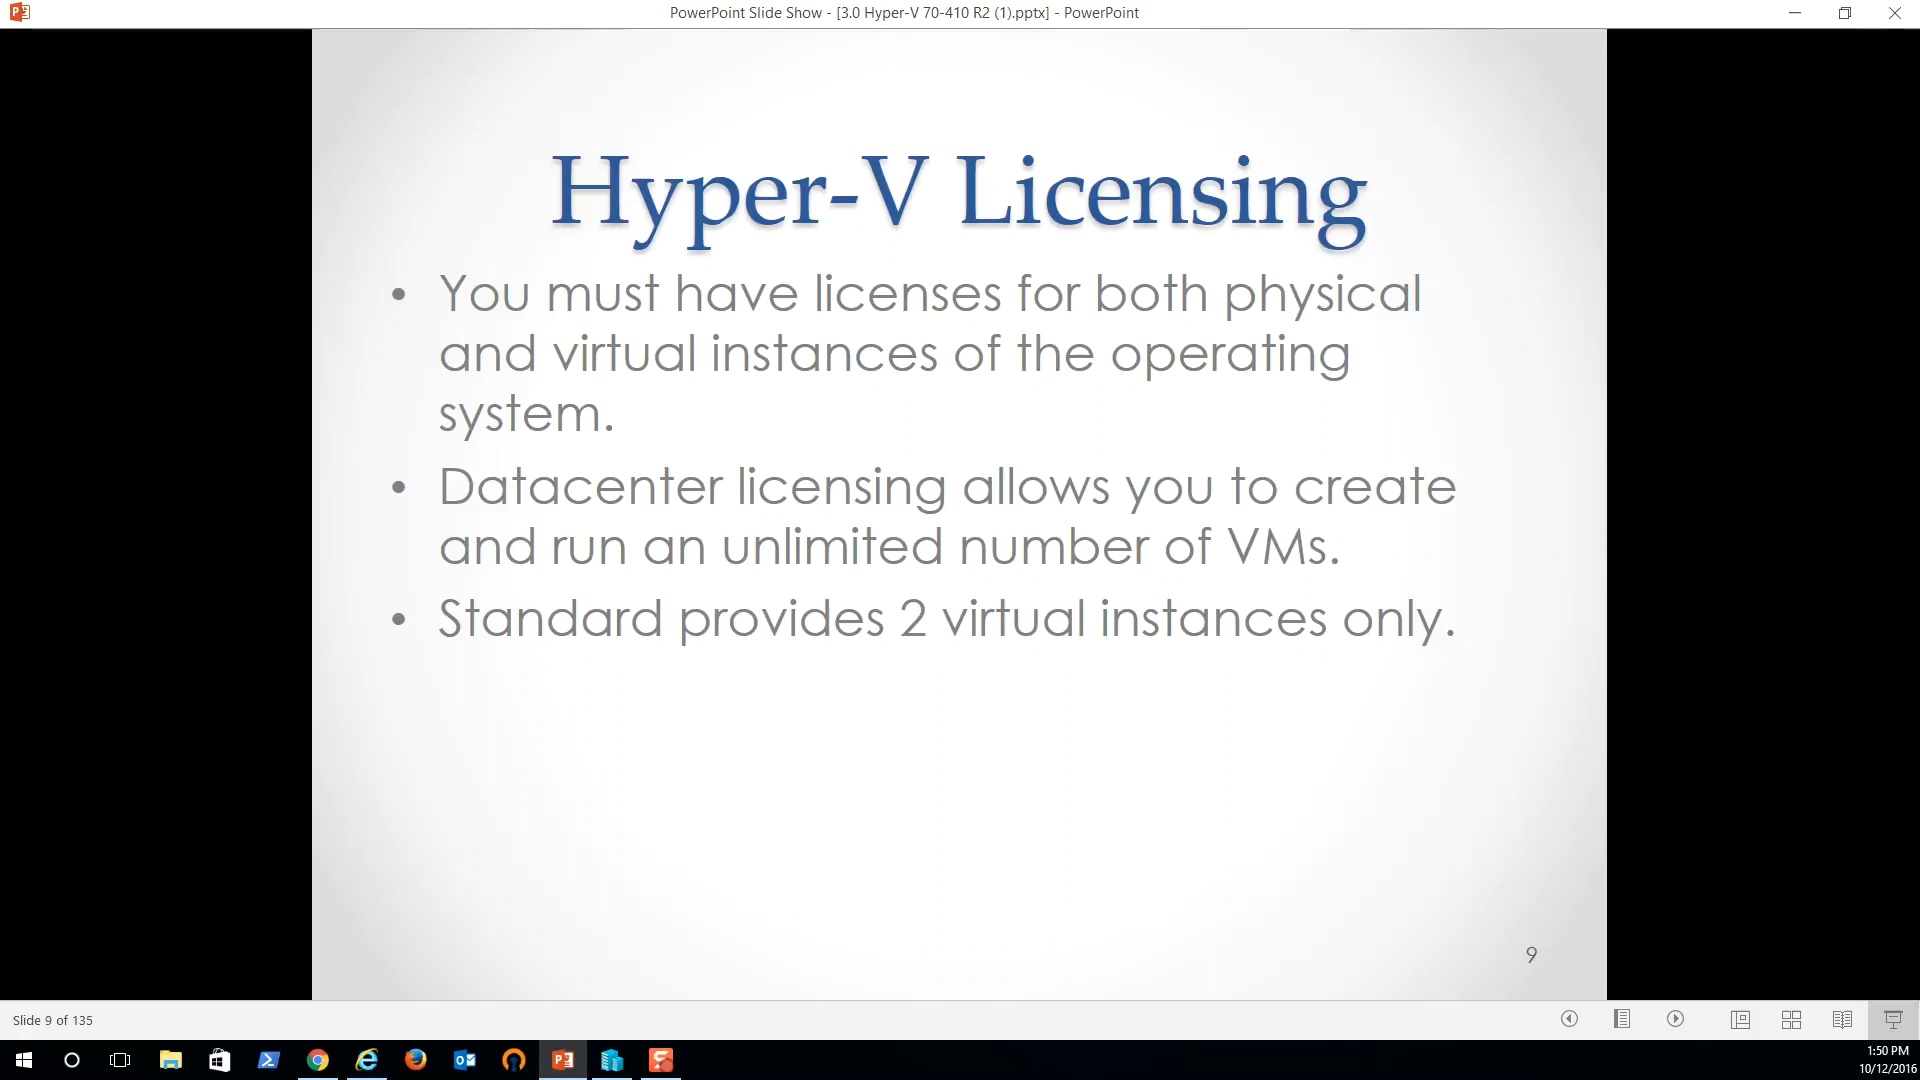 PowerPoint Slide Show - [3.0 Hyper-V 70-410 R2 (1).pptx] - PowerPoint
Hyper-V Licensing
• You must have licenses for both physical
and virtual instances of the operating
system.
• Datacenter licensing allows you to create
and run an unlimited number of VMs.
• Standard provides 2 virtual instances only.
9
Slide 9 of 135
1:50 PM
10/12/2016